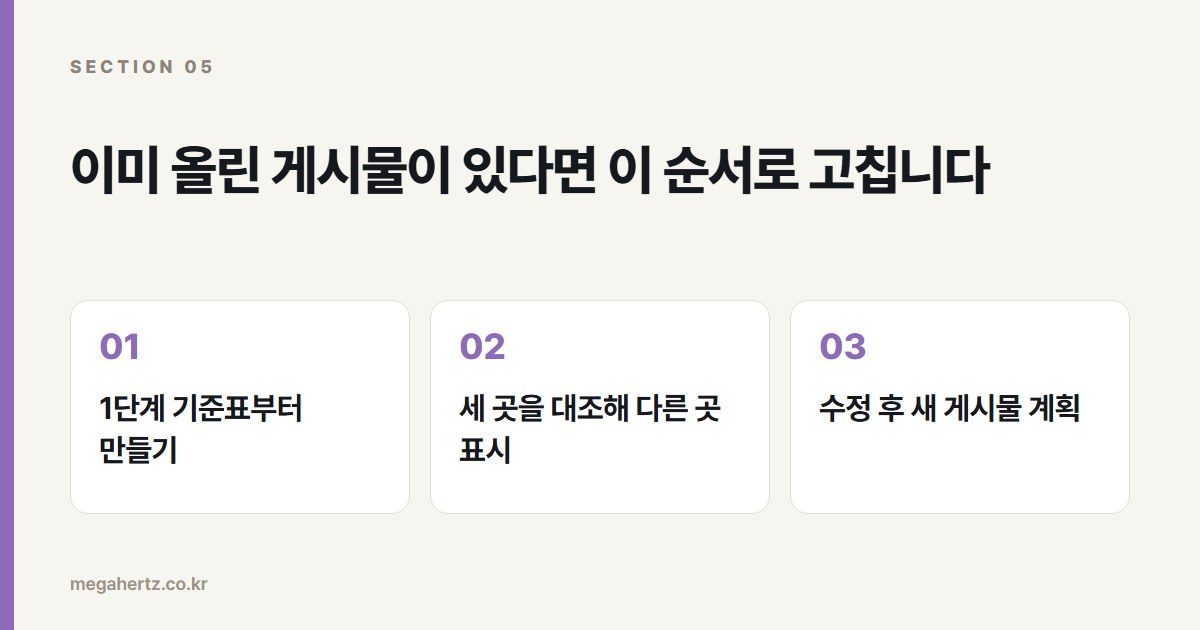 SECTION 05
이미 올린 게시물이 있다면 이 순서로 고칩니다
01
1단계 기준표부터
만들기
02
세 곳을 대조해 다른 곳
표시
03
수정 후 새 게시물 계획
megahertz.co.kr